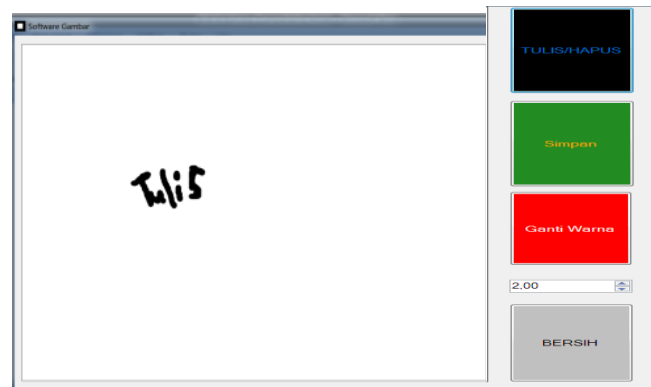 Software Gambar
TULIS/HAPUS
Tulis
Simpan
Ganti Warna
2,00
BERSIH